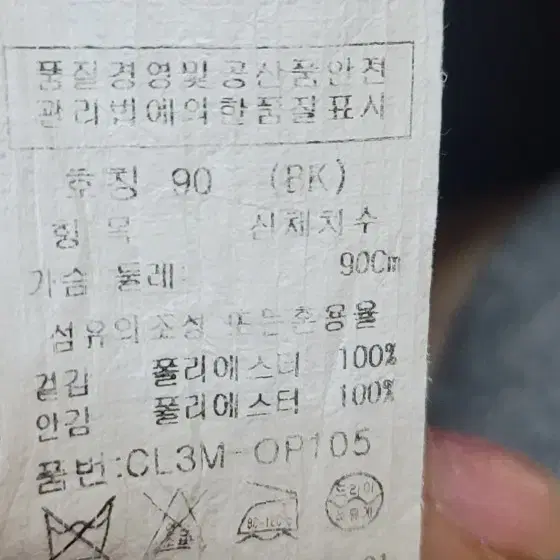 품질경영및공산품안전
관리법에의한품질표시
호칭 90 (BK)
항 목 신체치수
가슴 둘레 90Cm
섬유의조성 또는혼용율
겉감 폴리에스터 100%
안감 폴리에스터 100%
품번:CL3M-OP105
드라이